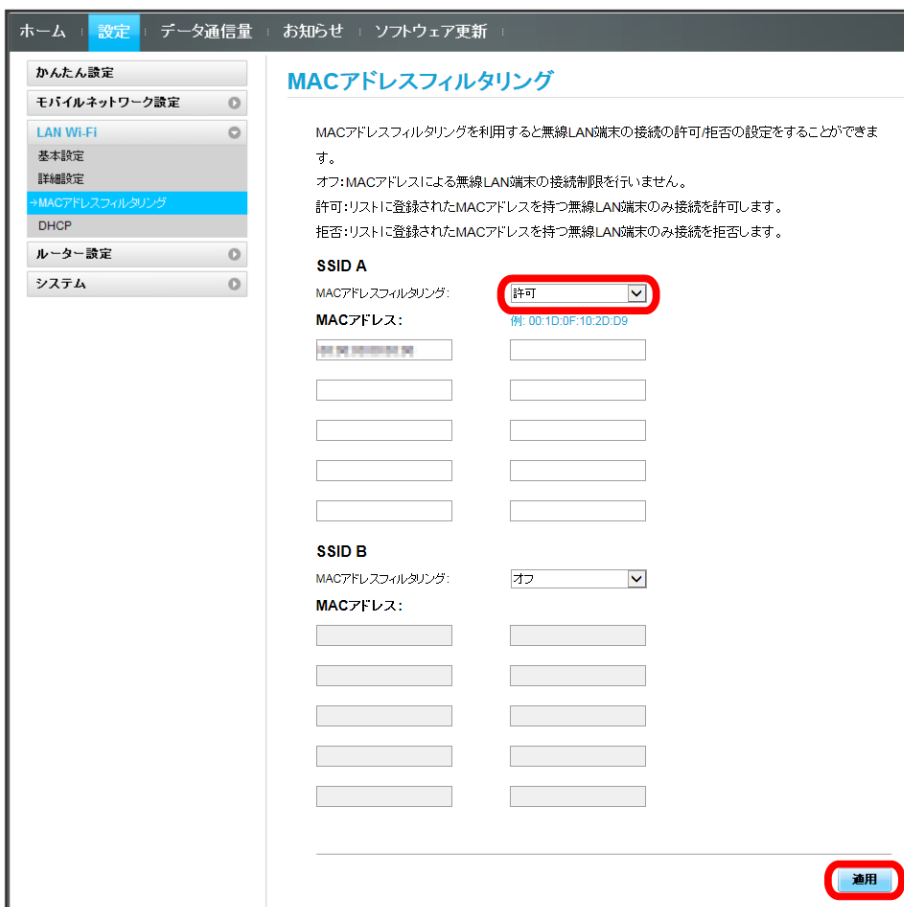 ホーム 設定 データ通信量 お知らせ ソフトウェア更新
かんたん設定
モバイルネットワーク設定
LAN Wi-Fi
基本設定
詳細設定
→MACアドレスフィルタリング
DHCP
ルーター設定
システム
MACアドレスフィルタリング
MACアドレスフィルタリングを利用すると無線LAN端末の接続の許可/拒否の設定をすることができま
す。
オフ:MACアドレスによる無線LAN端末の接続制限を行いません。
許可:リストに登録されたMACアドレスを持つ無線LAN端末のみ接続を許可します。
拒否:リストに登録されたMACアドレスを持つ無線LAN端末のみ接続を拒否します。
SSID A
MACアドレスフィルタリング: 許可
MACアドレス: 例: 00:1D:0F:10:2D:D9
SSID B
MACアドレスフィルタリング: オフ
MACアドレス:
適用